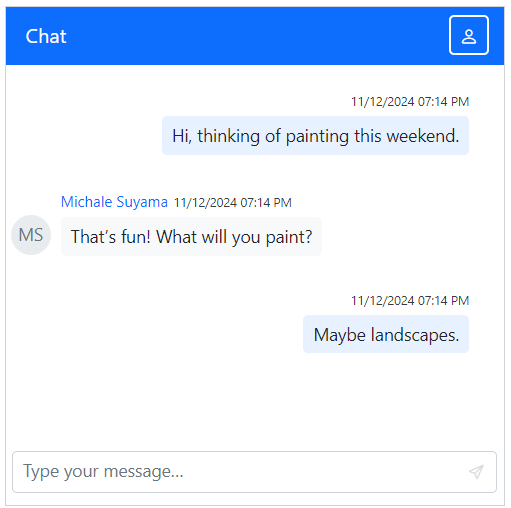 Chat
11/12/2024 07:14 PM
Hi, thinking of painting this weekend.
Michale Suyama 11/12/2024 07:14 PM
MS
That's fun! What will you paint?
11/12/2024 07:14 PM
Maybe landscapes.
Type your message...